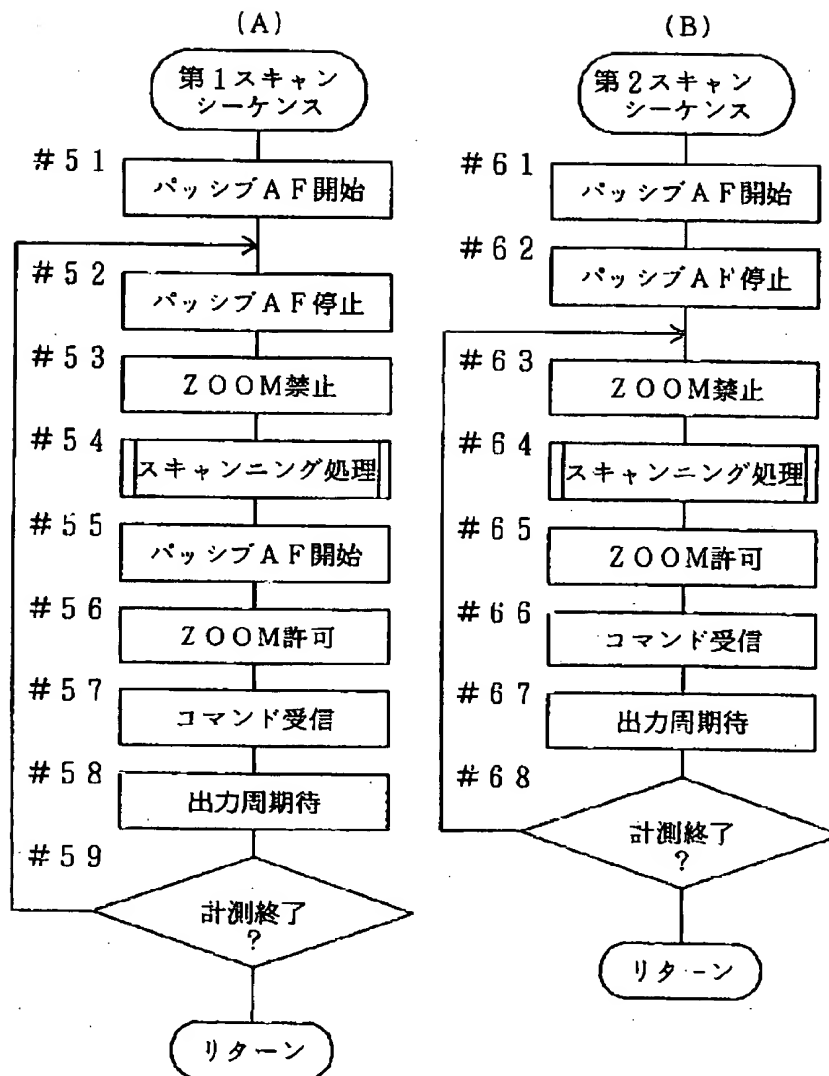 (A)
第1スキャン
シーケンス
#51
パッシブAF開始
#52
パッシブAF停止
#53
ZOOM禁止
#54
スキャンニング処理
#55
パッシブAF開始
#56
ZOOM許可
#57
コマンド受信
#58
出力周期待
#59
計測終了
?
リターン
(B)
第2スキャン
シーケンス
#61
パッシブAF開始
#62
パッシブAF停止
#63
ZOOM禁止
#64
スキャンニング処理
#65
ZOOM許可
#66
コマンド受信
#67
出力周期待
#68
計測終了
?
リターン